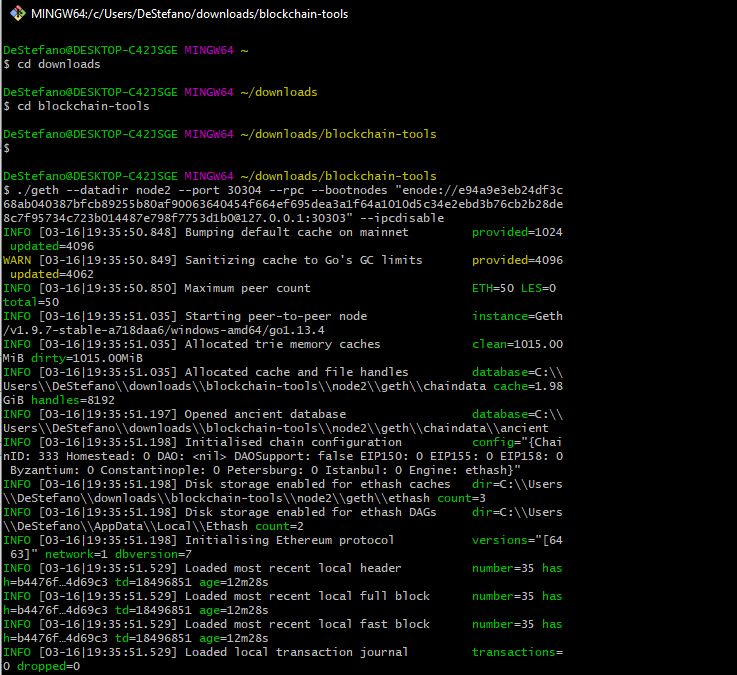 MINGW64:/c/Users/DeStefano/downloads/blockchain-tools
DeStefano@DESKTOP-C42JSGE MINGW64 ~
$ cd downloads
DeStefano@DESKTOP-C42JSGE MINGW64 ~/downloads
$ cd blockchain-tools
DeStefano@DESKTOP-C42JSGE MINGW64 ~/downloads/blockchain-tools
$
DeStefano@DESKTOP-C42JSGE MINGW64 ~/downloads/blockchain-tools
$ ./geth --datadir node2 --port 30304 --rpc --bootnodes "enode://e94a9e3eb24df3c
68ab040387bfcb89255b80af90063640454f664ef695dea3a1f64a1010d5c34e2ebd3b76cb2b28de
8c7f95734c723b014487e798f7753d1b0@127.0.0.1:30303" --ipcdisable
INFO [03-16|19:35:50.848] Bumping default cache on mainnet         provided=1024
 updated=4096
WARN [03-16|19:35:50.849] Sanitizing cache to Go's GC limits       provided=4096
 updated=4062
INFO [03-16|19:35:50.850] Maximum peer count                       ETH=50 LES=0
total=50
INFO [03-16|19:35:51.035] Starting peer-to-peer node               instance=Geth
/v1.9.7-stable-a718daa6/windows-amd64/go1.13.4
INFO [03-16|19:35:51.035] Allocated trie memory caches             clean=1015.00
MiB dirty=1015.00MiB
INFO [03-16|19:35:51.035] Allocated cache and file handles         database=C:\\
Users\\DeStefano\\downloads\\blockchain-tools\\node2\\geth\\chaindata cache=1.98
GiB handles=8192
INFO [03-16|19:35:51.197] Opened ancient database                  database=C:\\
Users\\DeStefano\\downloads\\blockchain-tools\\node2\\geth\\chaindata\\ancient
INFO [03-16|19:35:51.198] Initialised chain configuration          config="{Chai
nID: 333 Homestead: 0 DAO: <nil> DAOSupport: false EIP150: 0 EIP155: 0 EIP158: 0
 Byzantium: 0 Constantinople: 0 Petersburg: 0 Istanbul: 0 Engine: ethash}"
INFO [03-16|19:35:51.198] Disk storage enabled for ethash caches   dir=C:\\Users
\\DeStefano\\downloads\\blockchain-tools\\node2\\geth\\ethash count=3
INFO [03-16|19:35:51.198] Disk storage enabled for ethash DAGs     dir=C:\\Users
\\DeStefano\\AppData\\Local\\Ethash count=2
INFO [03-16|19:35:51.198] Initialising Ethereum protocol           versions="[64
 63]" network=1 dbversion=7
INFO [03-16|19:35:51.529] Loaded most recent local header          number=35 has
h=b4476f…4d69c3 td=18496851 age=12m28s
INFO [03-16|19:35:51.529] Loaded most recent local full block      number=35 has
h=b4476f…4d69c3 td=18496851 age=12m28s
INFO [03-16|19:35:51.529] Loaded most recent local fast block      number=35 has
h=b4476f…4d69c3 td=18496851 age=12m28s
INFO [03-16|19:35:51.529] Loaded local transaction journal         transactions=
0 dropped=0